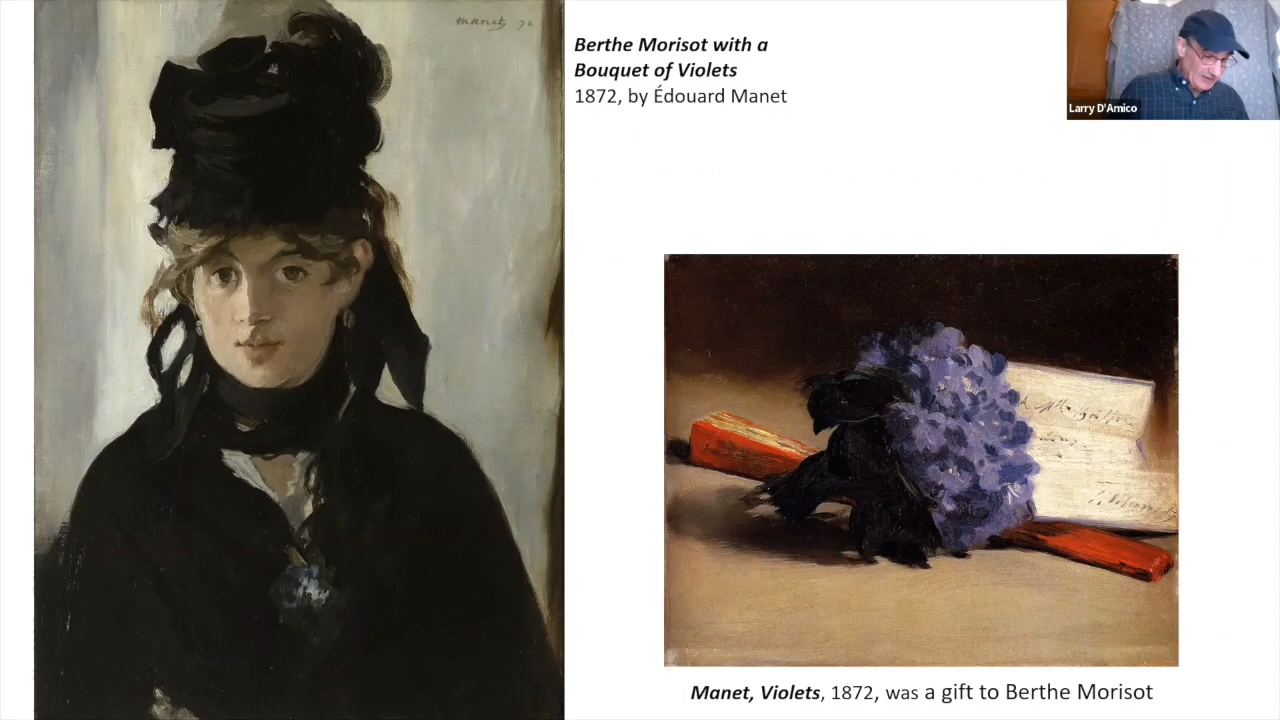 manet 72
Berthe Morisot with a
Bouquet of Violets
1872, by Édouard Manet
Larry D'Amico
Manet, Violets, 1872, was a gift to Berthe Morisot